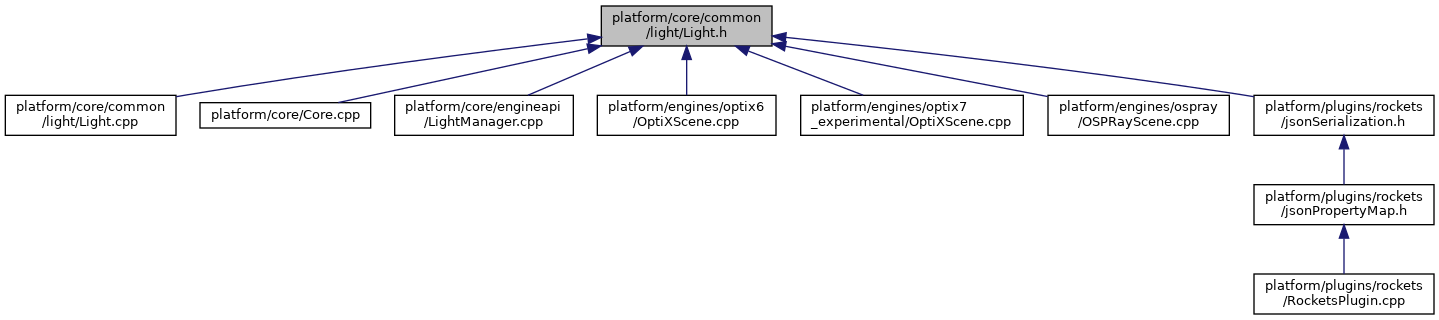 platform/core/common
/light/Light.h
platform/core/common
/light/Light.cpp
platform/core/Core.cpp
platform/core/engineapi
/LightManager.cpp
platform/engines/optix6
/OptiXScene.cpp
platform/engines/optix7
_experimental/OptiXScene.cpp
platform/engines/ospray
/OSPRayScene.cpp
platform/plugins/rockets
/jsonSerialization.h
platform/plugins/rockets
/jsonPropertyMap.h
platform/plugins/rockets
/RocketsPlugin.cpp